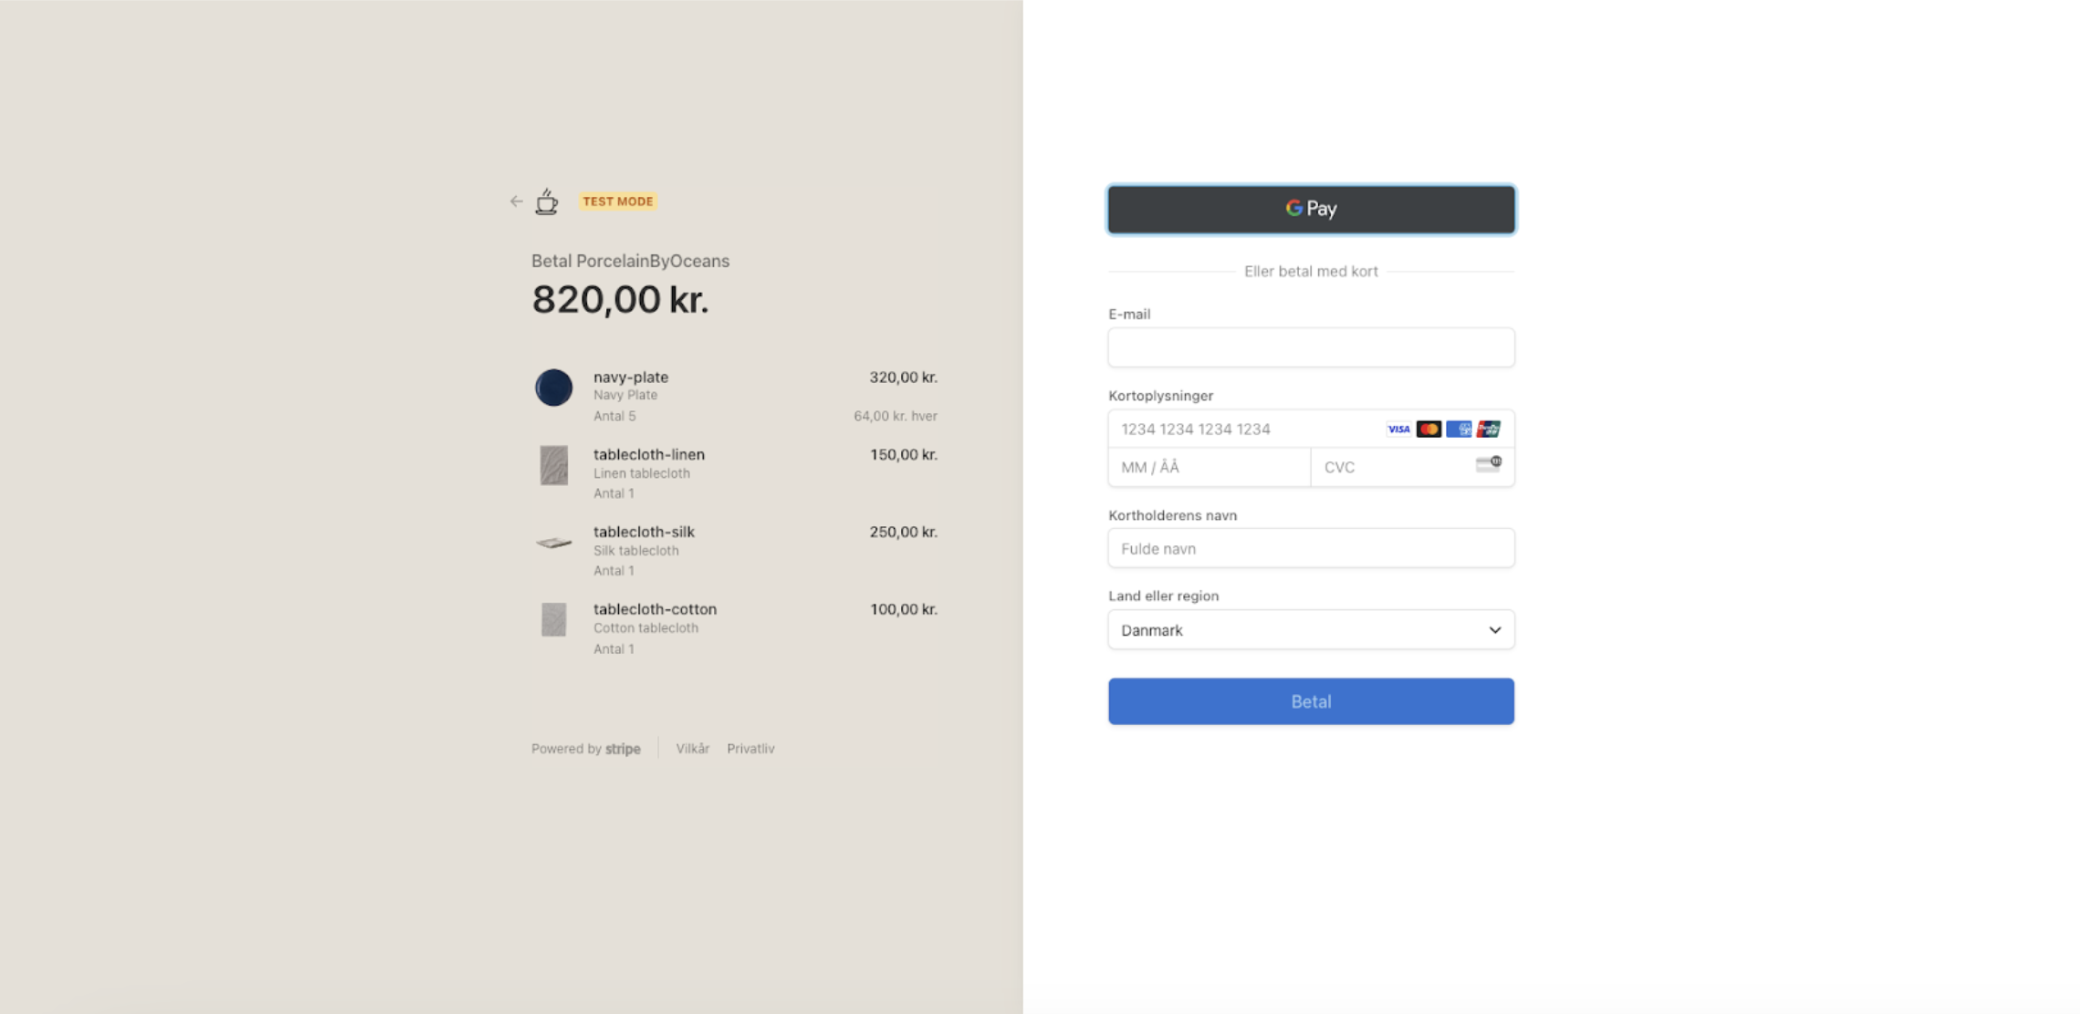 TEST MODE
Betal PorcelainByOceans
820,00 kr.
navy-plate 320,00 kr.
Navy Plate
Antal 5 64,00 kr. hver
tablecloth-linen 150,00 kr.
Linen tablecloth
Antal 1
tablecloth-silk 250,00 kr.
Silk tablecloth
Antal 1
tablecloth-cotton 100,00 kr.
Cotton tablecloth
Antal 1
Powered by stripe Vilkår Privatliv
G Pay
Eller betal med kort
E-mail
Kortoplysninger
1234 1234 1234 1234 VISA
MM / ÅÅ CVC
Kortholderens navn
Fulde navn
Land eller region
Danmark
Betal